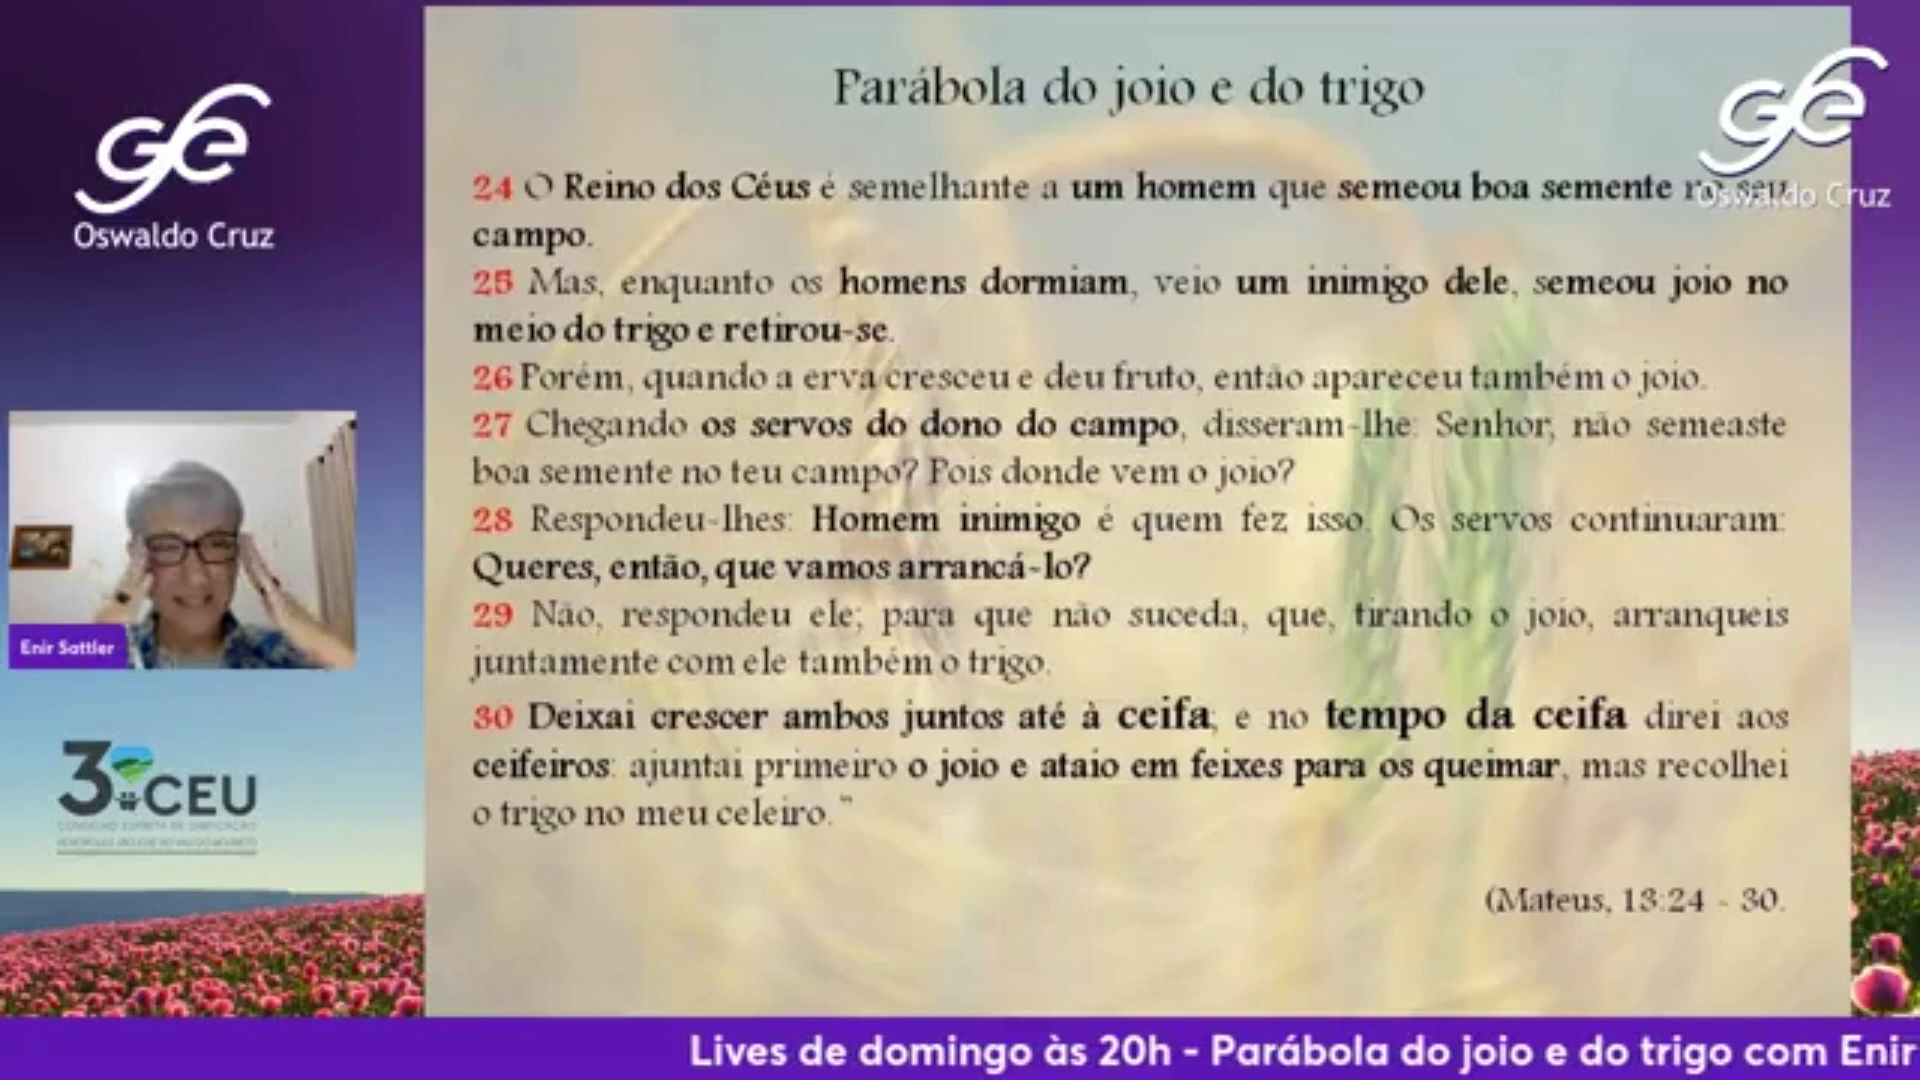 gfe
Oswaldo Cruz
gfe
Oswaldo Cruz
Parábola do joio e do trigo
24 O Reino dos Céus é semelhante a um homem que semeou boa semente no seu
campo.
25 Mas, enquanto os homens dormiam, veio um inimigo dele, semeou joio no
meio do trigo e retirou-se.
26 Porém, quando a erva cresceu e deu fruto, então apareceu também o joio.
27 Chegando os servos do dono do campo, disseram-lhe: Senhor, não semeaste
boa semente no teu campo? Pois donde vem o joio?
28 Respondeu-lhes: Homem inimigo é quem fez isso. Os servos continuaram:
Queres, então, que vamos arrancá-lo?
29 Não, respondeu ele; para que não suceda, que, tirando o joio, arranqueis
juntamente com ele também o trigo.
30 Deixai crescer ambos juntos até à ceifa; e no tempo da ceifa direi aos
ceifeiros: ajuntai primeiro o joio e ataio em feixes para os queimar, mas recolhei
o trigo no meu celeiro."
(Mateus, 13:24 - 30.
Enir Sattler
3º CEU
Lives de domingo às 20h - Parábola do joio e do trigo com Enir